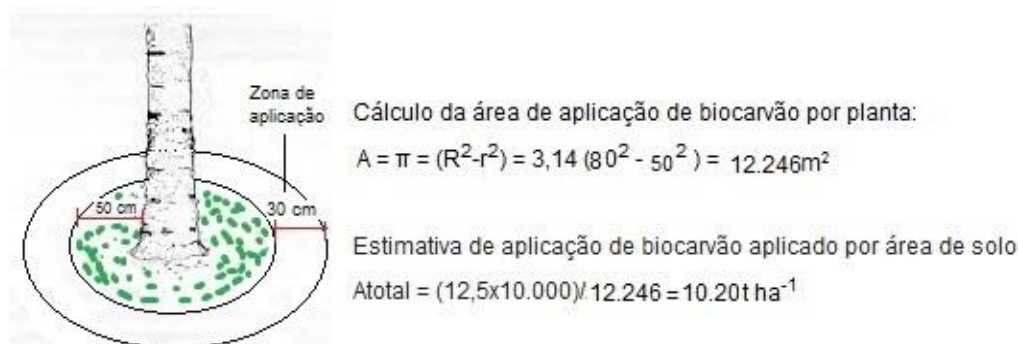 Zona de
aplicação
50 cm
30 cm
Cálculo da área de aplicação de biocarvão por planta:
A = π = (R²-r²) = 3,14 (80² - 50² ) = 12.246m²
Estimativa de aplicação de biocarvão aplicado por área de solo
Atotal = (12,5x10.000)/.12.246 = 10.20t ha⁻¹